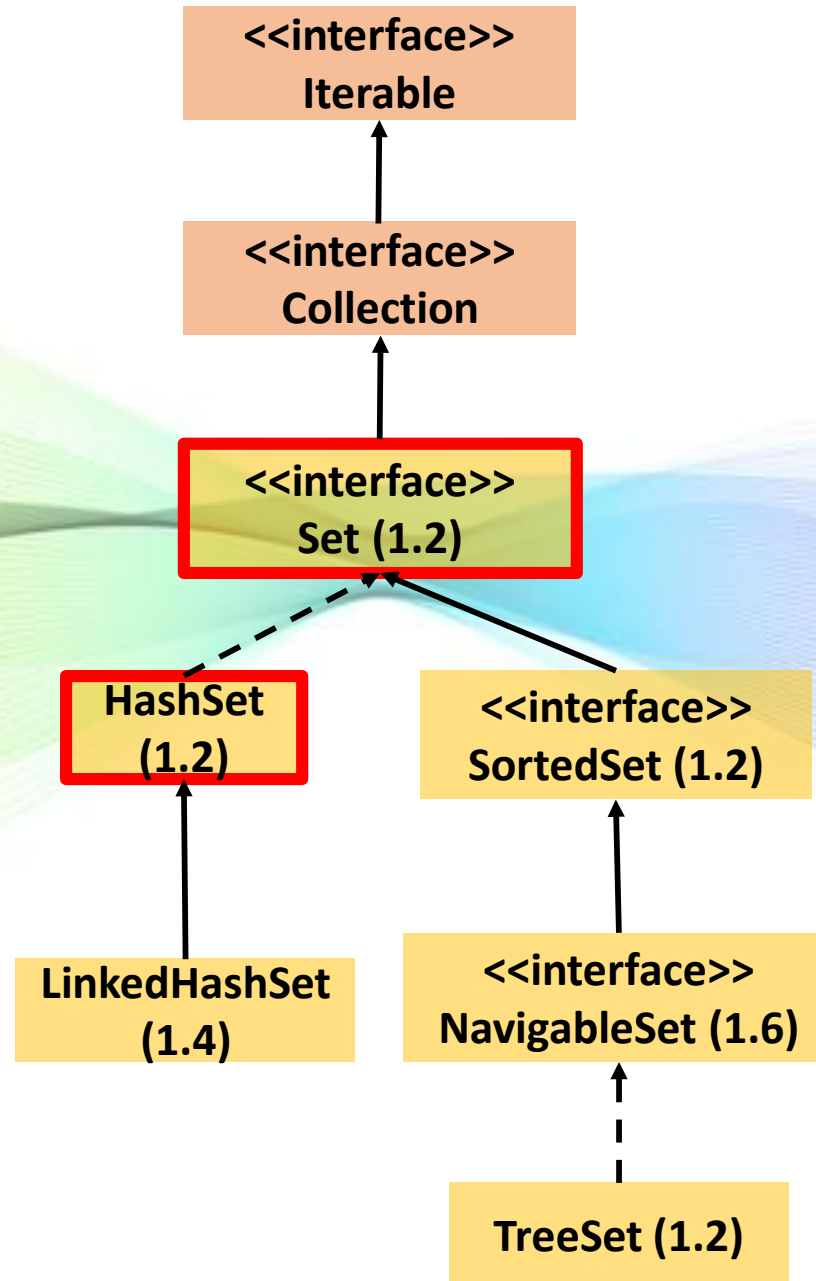 <<interface>>
Iterable
<<interface>>
Collection
<<interface>>
Set (1.2)
HashSet
(1.2)
<<interface>>
SortedSet (1.2)
LinkedHashSet
(1.4)
<<interface>>
NavigableSet (1.6)
TreeSet (1.2)